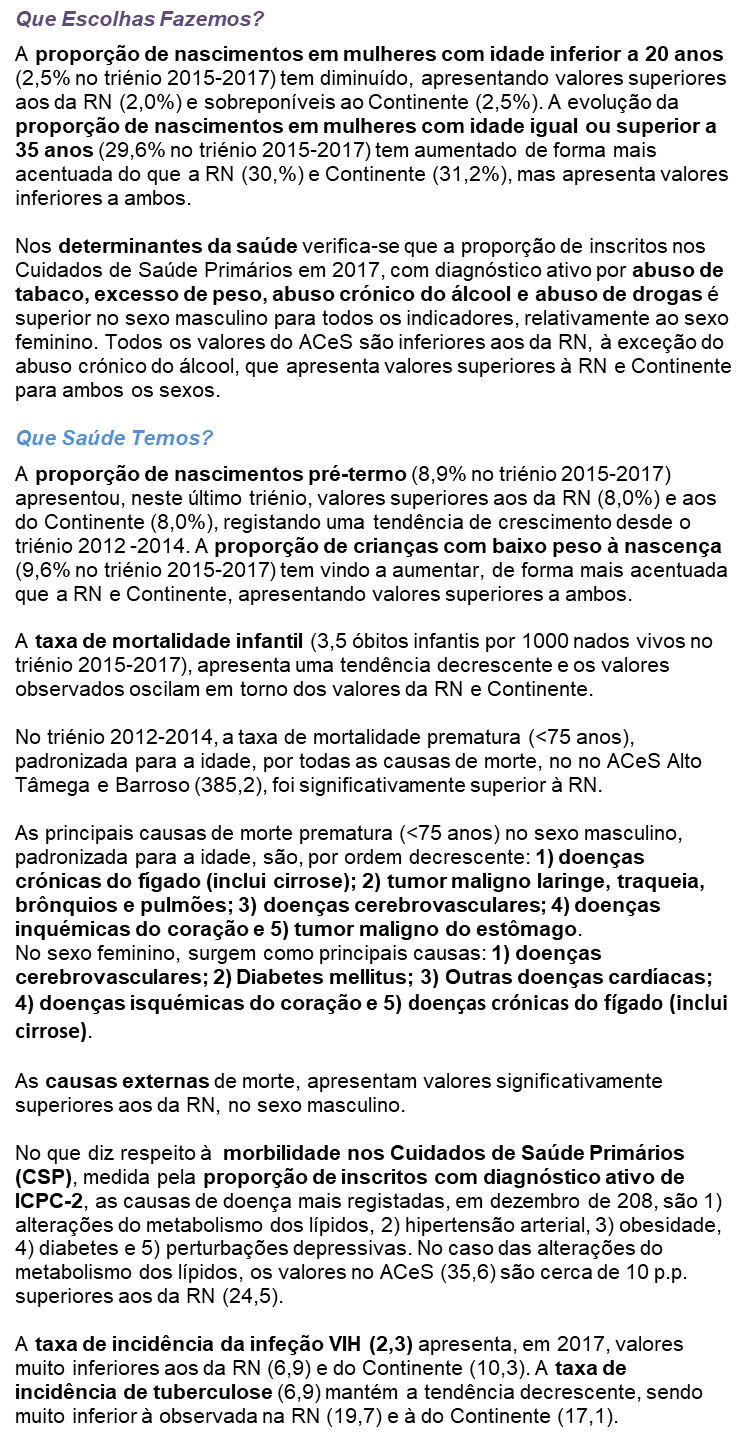 Que Escolhas Fazemos?
A proporção de nascimentos em mulheres com idade inferior a 20 anos
(2,5% no triénio 2015-2017) tem diminuído, apresentando valores superiores
aos da RN (2,0%) e sobreponíveis ao Continente (2,5%). A evolução da
proporção de nascimentos em mulheres com idade igual ou superior a
35 anos (29,6% no triénio 2015-2017) tem aumentado de forma mais
acentuada do que a RN (30,%) e Continente (31,2%), mas apresenta valores
inferiores a ambos.
Nos determinantes da saúde verifica-se que a proporção de inscritos nos
Cuidados de Saúde Primários em 2017, com diagnóstico ativo por abuso de
tabaco, excesso de peso, abuso crónico do álcool e abuso de drogas é
superior no sexo masculino para todos os indicadores, relativamente ao sexo
feminino. Todos os valores do ACeS são inferiores aos da RN, à exceção do
abuso crónico do álcool, que apresenta valores superiores à RN e Continente
para ambos os sexos.
Que Saúde Temos?
A proporção de nascimentos pré-termo (8,9% no triénio 2015-2017)
apresentou, neste último triénio, valores superiores aos da RN (8,0%) e aos
do Continente (8,0%), registando uma tendência de crescimento desde o
triénio 2012 -2014. A proporção de crianças com baixo peso à nascença
(9,6% no triénio 2015-2017) tem vindo a aumentar, de forma mais acentuada
que a RN e Continente, apresentando valores superiores a ambos.
A taxa de mortalidade infantil (3,5 óbitos infantis por 1000 nados vivos no
triénio 2015-2017), apresenta uma tendência decrescente e os valores
observados oscilam em torno dos valores da RN e Continente.
No triénio 2012-2014, a taxa de mortalidade prematura (<75 anos),
padronizada para a idade, por todas as causas de morte, no no ACeS Alto
Tâmega e Barroso (385,2), foi significativamente superior à RN.
As principais causas de morte prematura (<75 anos) no sexo masculino,
padronizada para a idade, são, por ordem decrescente: 1) doenças
crónicas do fígado (inclui cirrose); 2) tumor maligno laringe, traqueia,
brônquios e pulmões; 3) doenças cerebrovasculares; 4) doenças
inquémicas do coração e 5) tumor maligno do estômago.
No sexo feminino, surgem como principais causas: 1) doenças
cerebrovasculares; 2) Diabetes mellitus; 3) Outras doenças cardíacas;
4) doenças isquémicas do coração e 5) doenças crónicas do fígado (inclui
cirrose).
As causas externas de morte, apresentam valores significativamente
superiores aos da RN, no sexo masculino.
No que diz respeito à morbilidade nos Cuidados de Saúde Primários
(CSP), medida pela proporção de inscritos com diagnóstico ativo de
ICPC-2, as causas de doença mais registadas, em dezembro de 208, são 1)
alterações do metabolismo dos lípidos, 2) hipertensão arterial, 3) obesidade,
4) diabetes e 5) perturbações depressivas. No caso das alterações do
metabolismo dos lípidos, os valores no ACeS (35,6) são cerca de 10 p.p.
superiores aos da RN (24,5).
A taxa de incidência da infeção VIH (2,3) apresenta, em 2017, valores
muito inferiores aos da RN (6,9) e do Continente (10,3). A taxa de
incidência de tuberculose (6,9) mantém a tendência decrescente, sendo
muito inferior à observada na RN (19,7) e à do Continente (17,1).